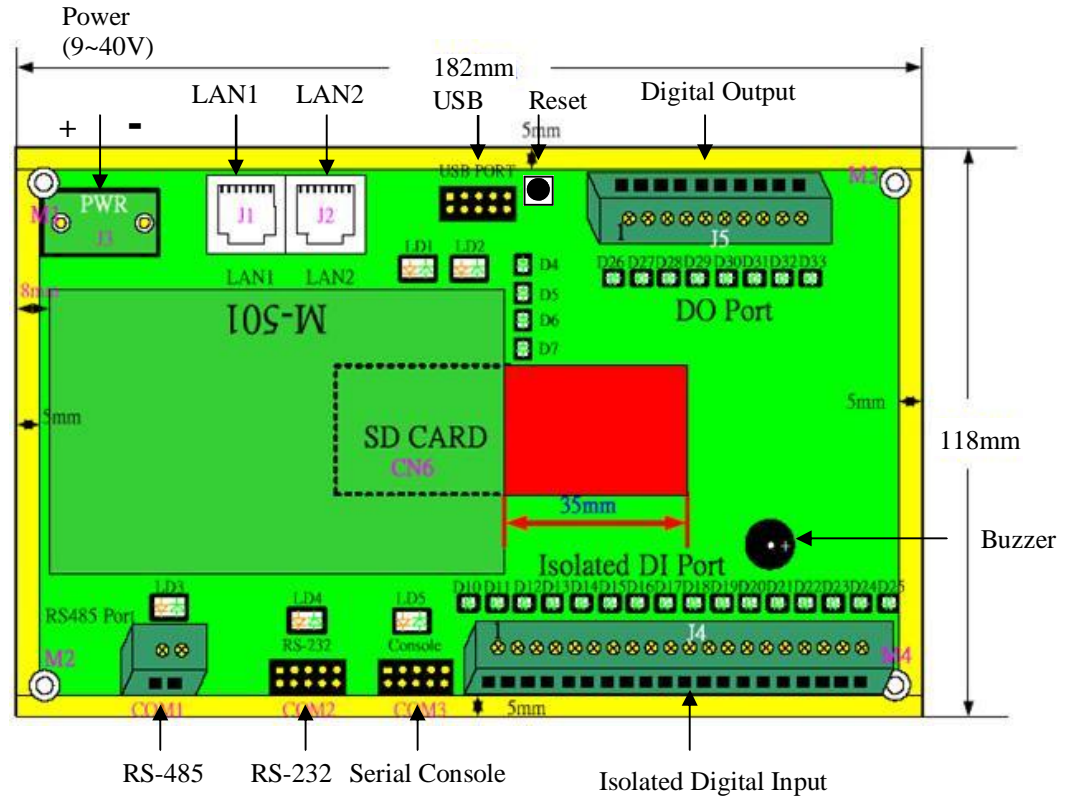 Power
(9~40V)
182mm
LAN1 LAN2 USB Reset Digital Output
+ -
5mm
USB PORT
M1 PWR J3
J1 J2
M3
1 J5
LD1 LD2 D4
LAN1 LAN2
D26 D27 D28 D29 D30 D31 D32 D33
8mm
D5
DO Port
M-501
D6
D7
5mm
5mm
SD CARD
CN6
118mm
35mm
Buzzer
+
Isolated DI Port
LD3
D10 D11 D12 D13 D14 D15 D16 D17 D18 D19 D20 D21 D22 D23 D24 D25
RS485 Port
LD4 LD5
1 J4
RS-232 Console
M2
M4
COM1 COM2 COM3
5mm
RS-485 RS-232 Serial Console Isolated Digital Input